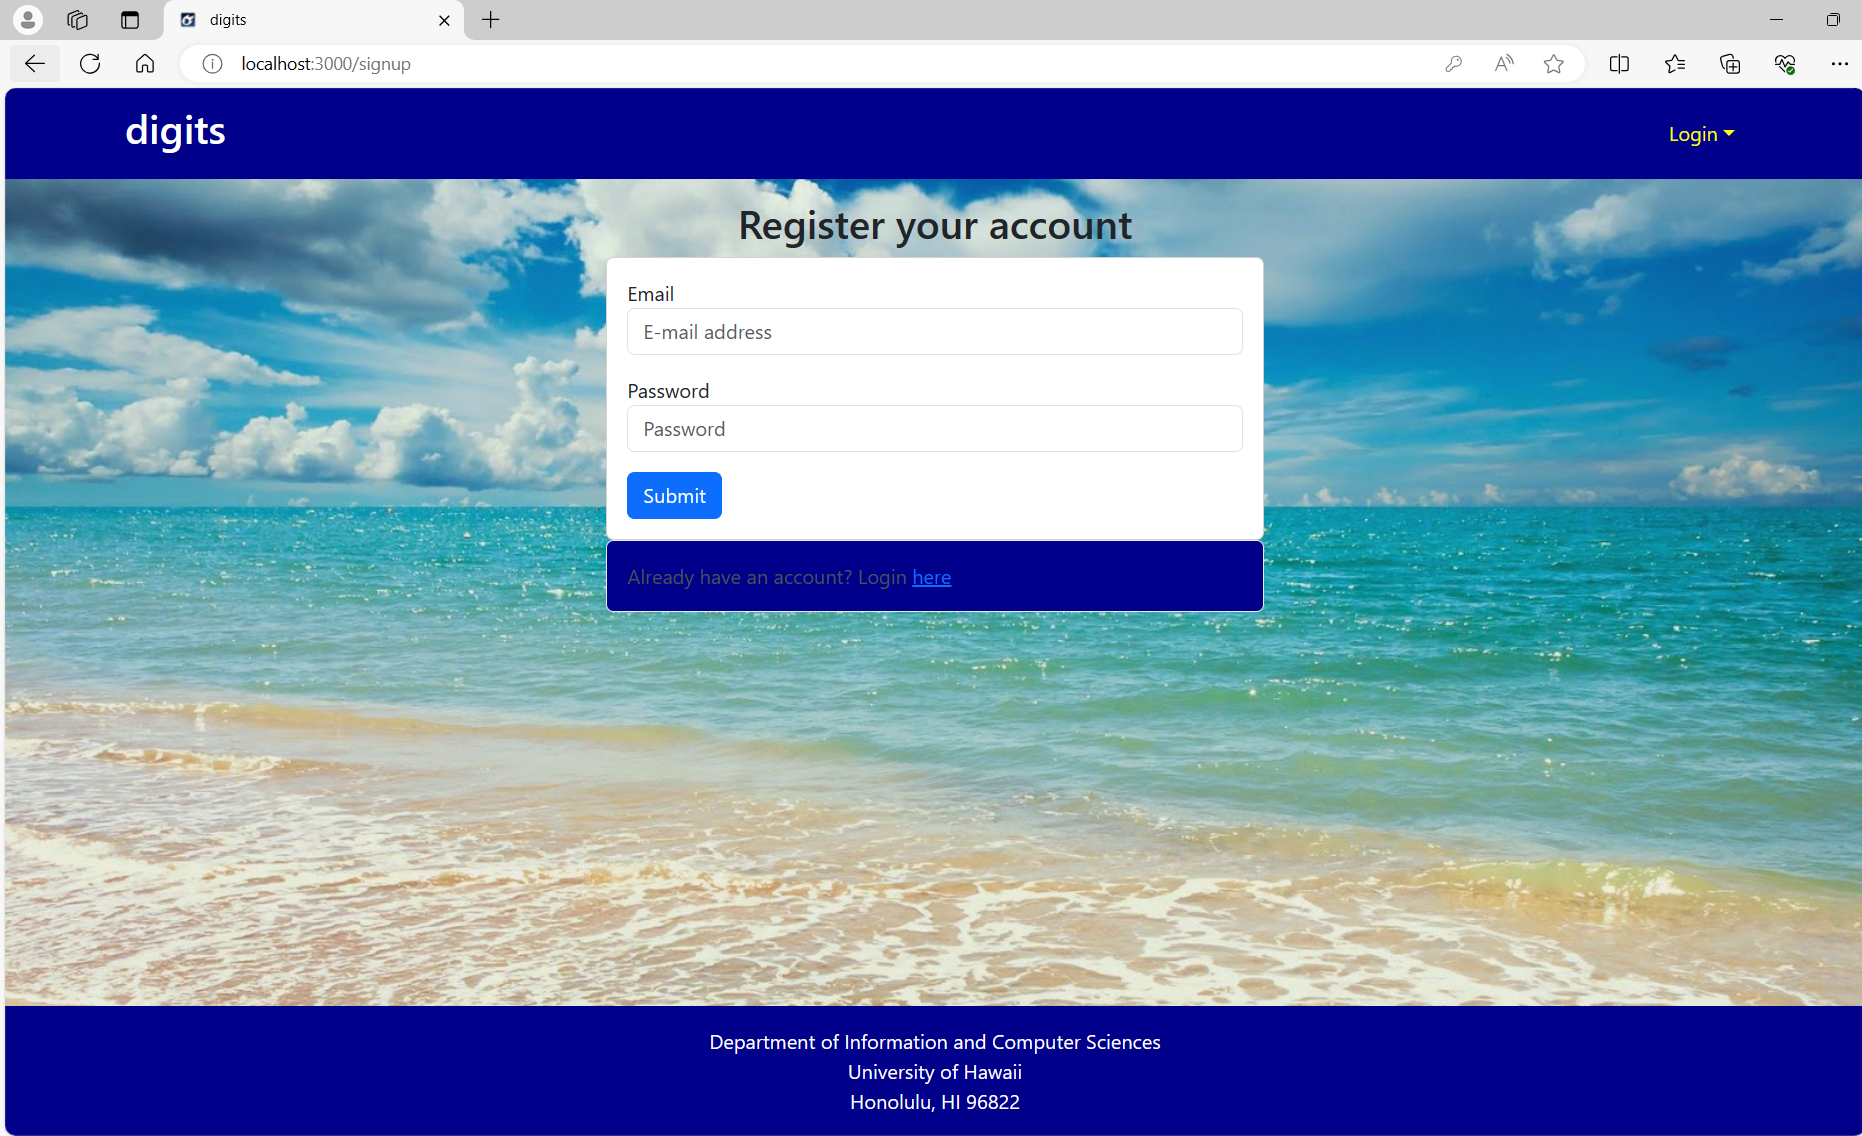 digits
localhost:3000/signup
digits
Login
Register your account
Email
E-mail address
Password
Password
Submit
Already have an account? Login here
Department of Information and Computer Sciences
University of Hawaii
Honolulu, HI 96822